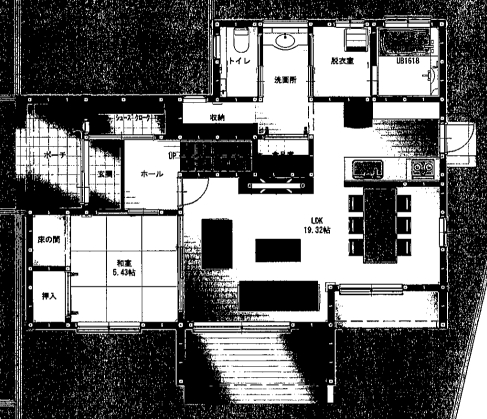 トイレ
洗面所
脱衣室
UB1618
シューズ・クローク
収納
ポーチ
玄関
ホール
UP
床の間
和室
5.43帖
押入
LDK
19.32帖